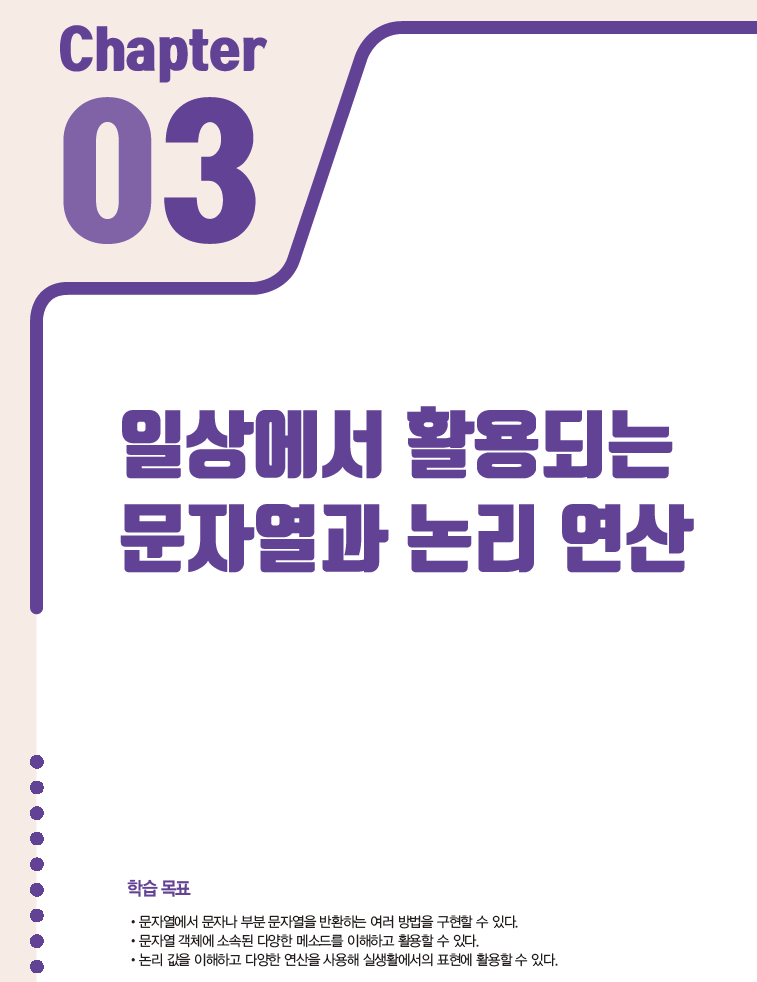 Chapter
03
일상에서 활용되는
문자열과 논리 연산
학습 목표
• 문자열에서 문자나 부분 문자열을 반환하는 여러 방법을 구현할 수 있다.
• 문자열 객체에 소속된 다양한 메소드를 이해하고 활용할 수 있다.
• 논리 값을 이해하고 다양한 연산을 사용해 실생활에서의 표현에 활용할 수 있다.